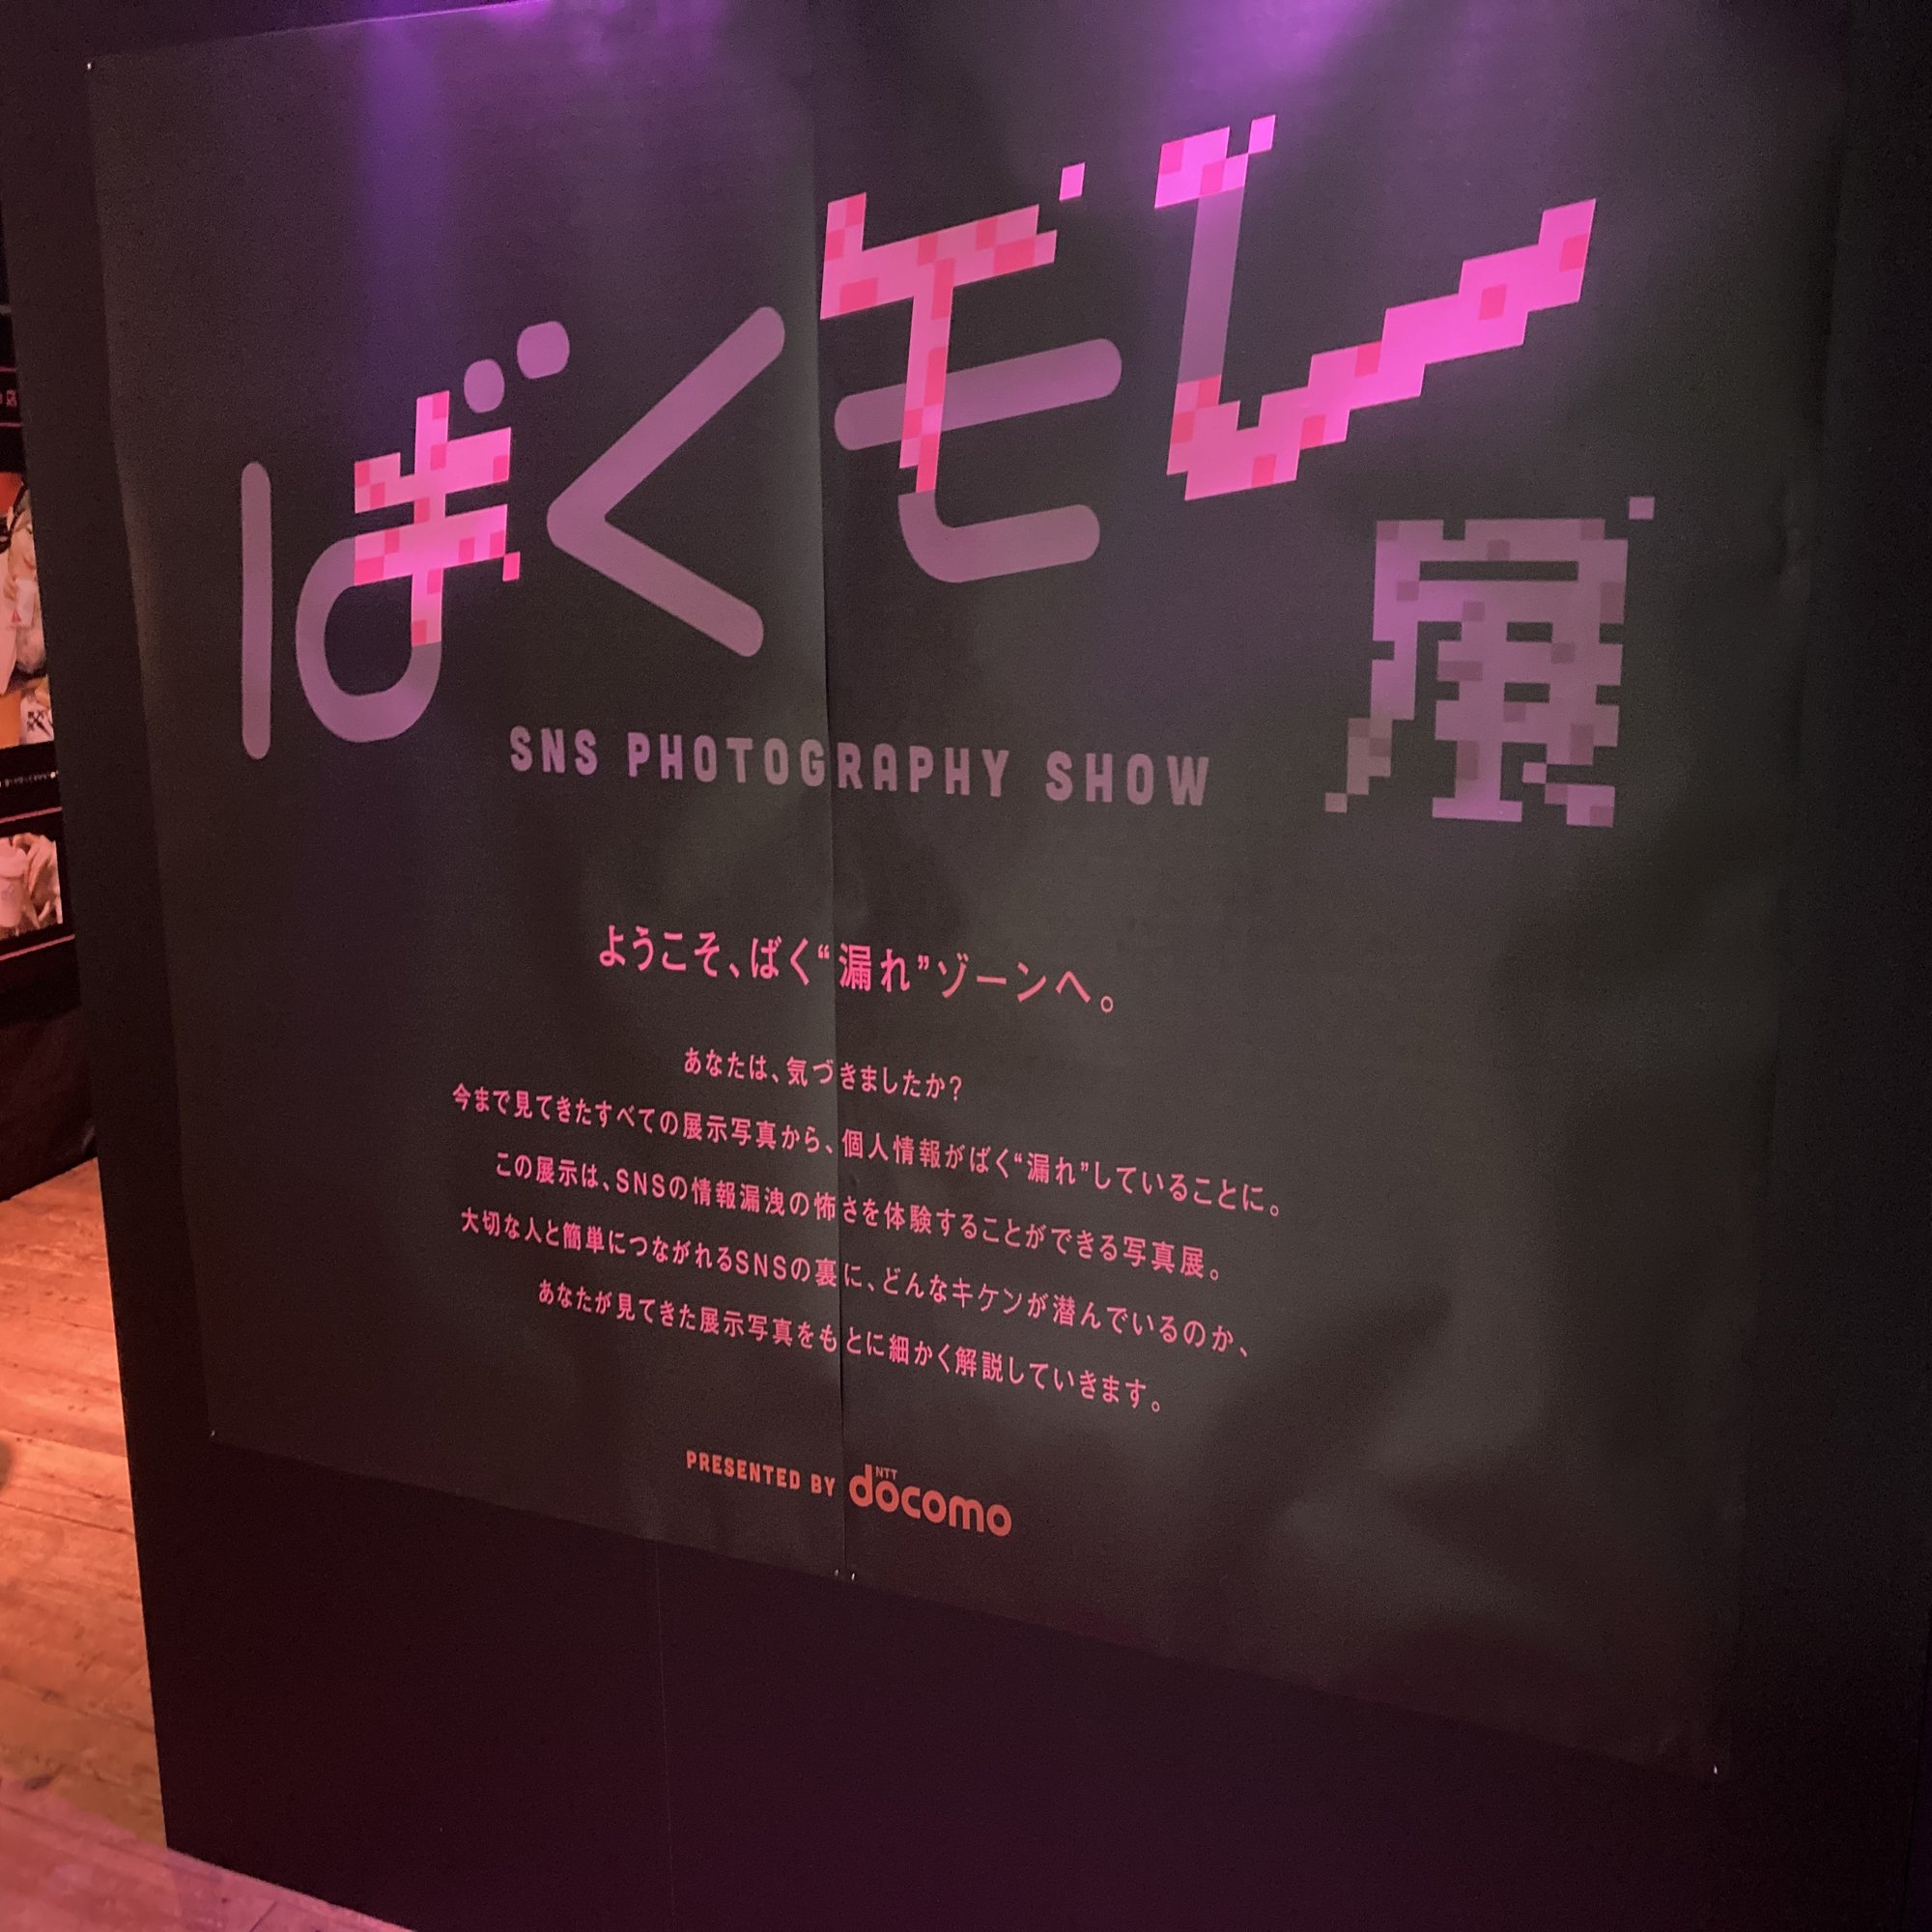 ばくモレ展
SNS PHOTOGRAPHY SHOW
ようこそ、ばく“漏れ”ゾーンへ。
あなたは、気づきましたか?
今まで見てきたすべての展示写真から、個人情報がばく“漏れ”していることに。
この展示は、SNSの情報漏洩の怖さを体験することができる写真展。
大切な人と簡単につながれるSNSの裏に、どんなキケンが潜んでいるのか、
あなたが見てきた展示写真をもとに細かく解説していきます。
PRESENTED BY NTT docomo